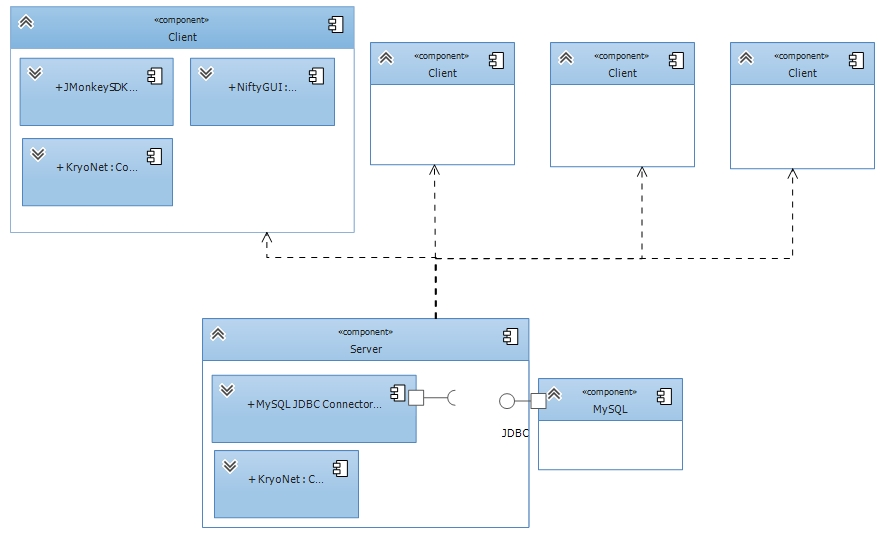 «component»
Client
+JMonkeySDK...
+NiftyGUI :...
+KryoNet : Co...
«component»
Client
«component»
Client
«component»
Client
«component»
Server
+MySQL JDBC Connector...
+KryoNet : C...
JDBC
«component»
MySQL